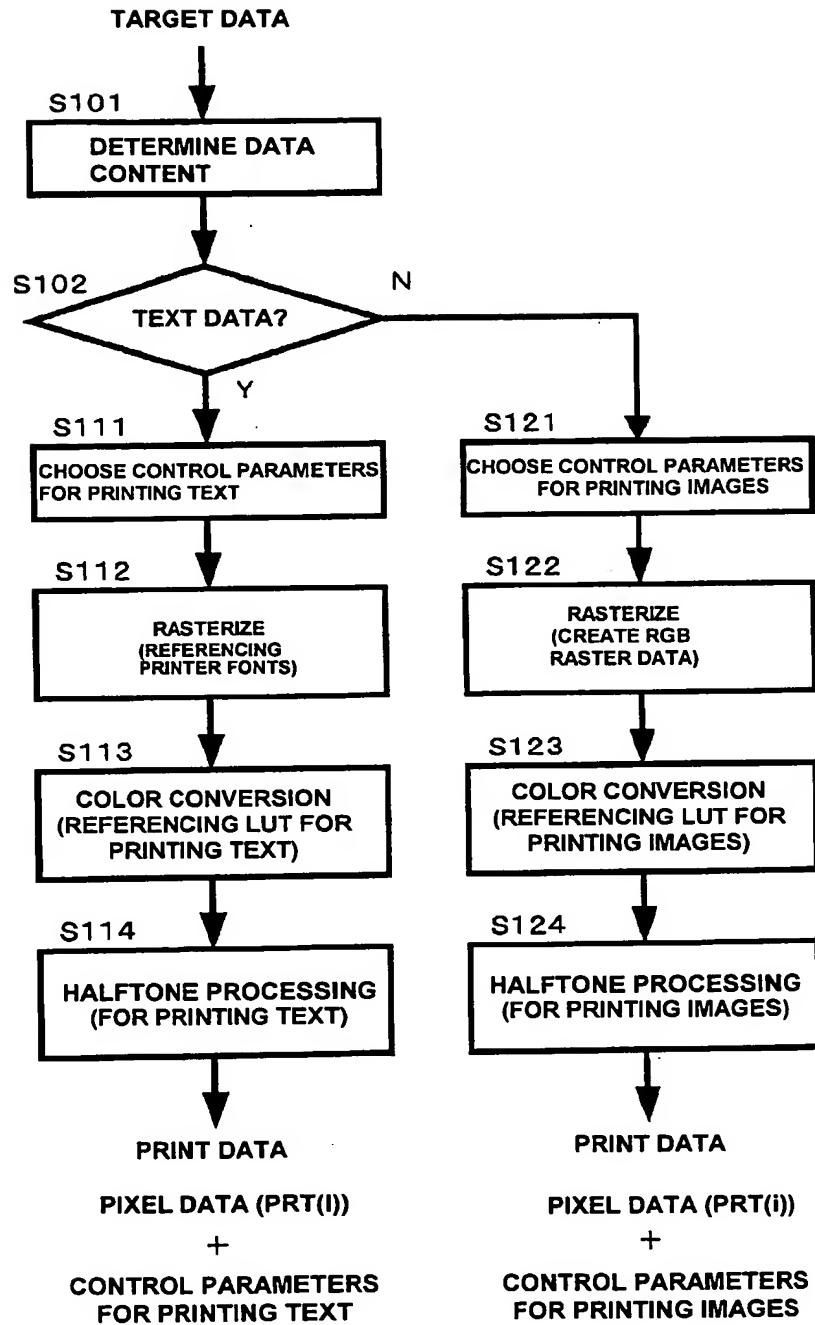 TARGET DATA
S101
DETERMINE DATA
CONTENT
S102
TEXT DATA?
N
Y
S111
CHOOSE CONTROL PARAMETERS
FOR PRINTING TEXT
S112
RASTERIZE
(REFERENCING
PRINTER FONTS)
S113
COLOR CONVERSION
(REFERENCING LUT FOR
PRINTING TEXT)
S114
HALFTONE PROCESSING
(FOR PRINTING TEXT)
PRINT DATA
PIXEL DATA (PRT(I))
+
CONTROL PARAMETERS
FOR PRINTING TEXT
S121
CHOOSE CONTROL PARAMETERS
FOR PRINTING IMAGES
S122
RASTERIZE
(CREATE RGB
RASTER DATA)
S123
COLOR CONVERSION
(REFERENCING LUT FOR
PRINTING IMAGES)
S124
HALFTONE PROCESSING
(FOR PRINTING IMAGES)
PRINT DATA
PIXEL DATA (PRT(i))
+
CONTROL PARAMETERS
FOR PRINTING IMAGES